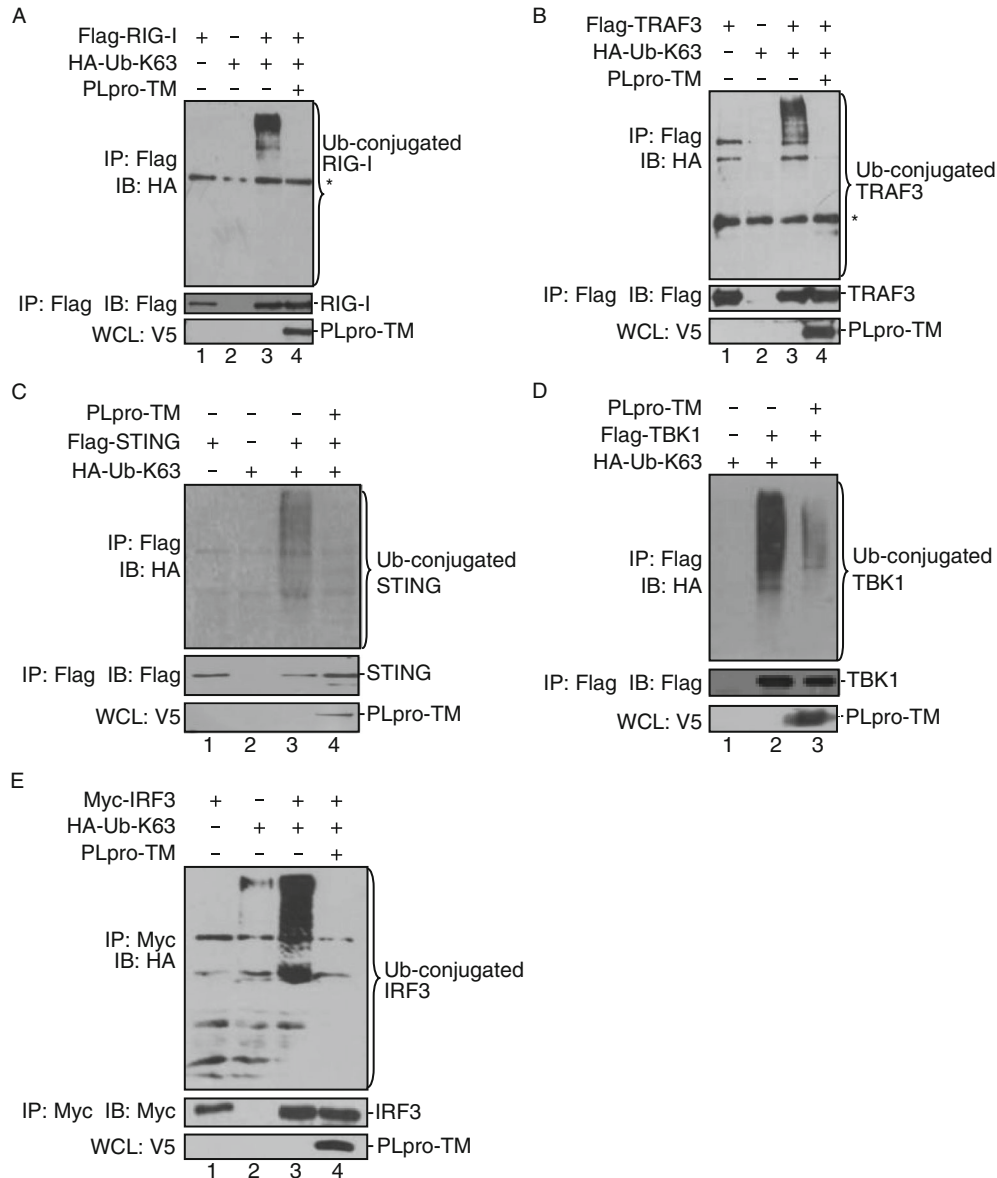 A
Flag-RIG-I + – + +
HA-Ub-K63 – + + +
PLpro-TM – – – +
IP: Flag
IB: HA
Ub-conjugated
RIG-I
*
IP: Flag IB: Flag
RIG-I
WCL: V5
PLpro-TM
1 2 3 4
B
Flag-TRAF3 + – + +
HA-Ub-K63 – + + +
PLpro-TM – – – +
IP: Flag
IB: HA
Ub-conjugated
TRAF3
*
IP: Flag IB: Flag
TRAF3
WCL: V5
PLpro-TM
1 2 3 4
C
PLpro-TM – – – +
Flag-STING + – + +
HA-Ub-K63 – + + +
IP: Flag
IB: HA
Ub-conjugated
STING
IP: Flag IB: Flag
STING
WCL: V5
PLpro-TM
1 2 3 4
D
PLpro-TM – – +
Flag-TBK1 – + +
HA-Ub-K63 + + +
IP: Flag
IB: HA
Ub-conjugated
TBK1
IP: Flag IB: Flag
TBK1
WCL: V5
PLpro-TM
1 2 3
E
Myc-IRF3 + – + +
HA-Ub-K63 – + + +
PLpro-TM – – – +
IP: Myc
IB: HA
Ub-conjugated
IRF3
IP: Myc IB: Myc
IRF3
WCL: V5
PLpro-TM
1 2 3 4